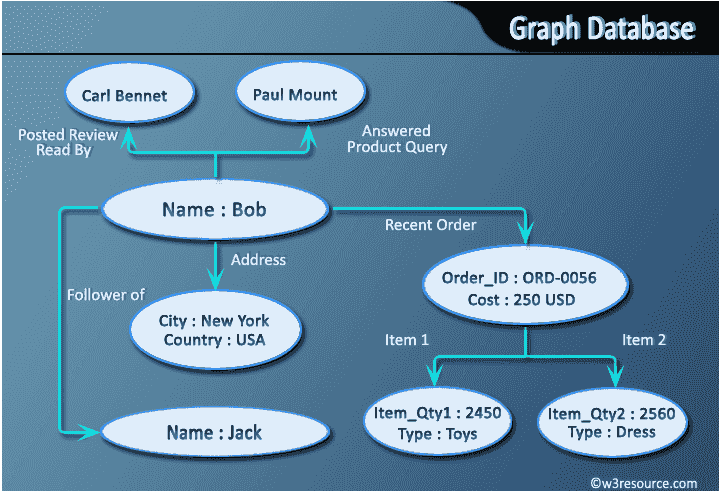 Graph Database
Carl Bennet
Paul Mount
Posted Review
Read By
Answered
Product Query
Name : Bob
Recent Order
Address
Follower of
Order_ID : ORD-0056
Cost : 250 USD
City : New York
Country : USA
Item 1
Item 2
Item_Qty1 : 2450
Type : Toys
Item_Qty2 : 2560
Type : Dress
Name : Jack
©w3resource.com